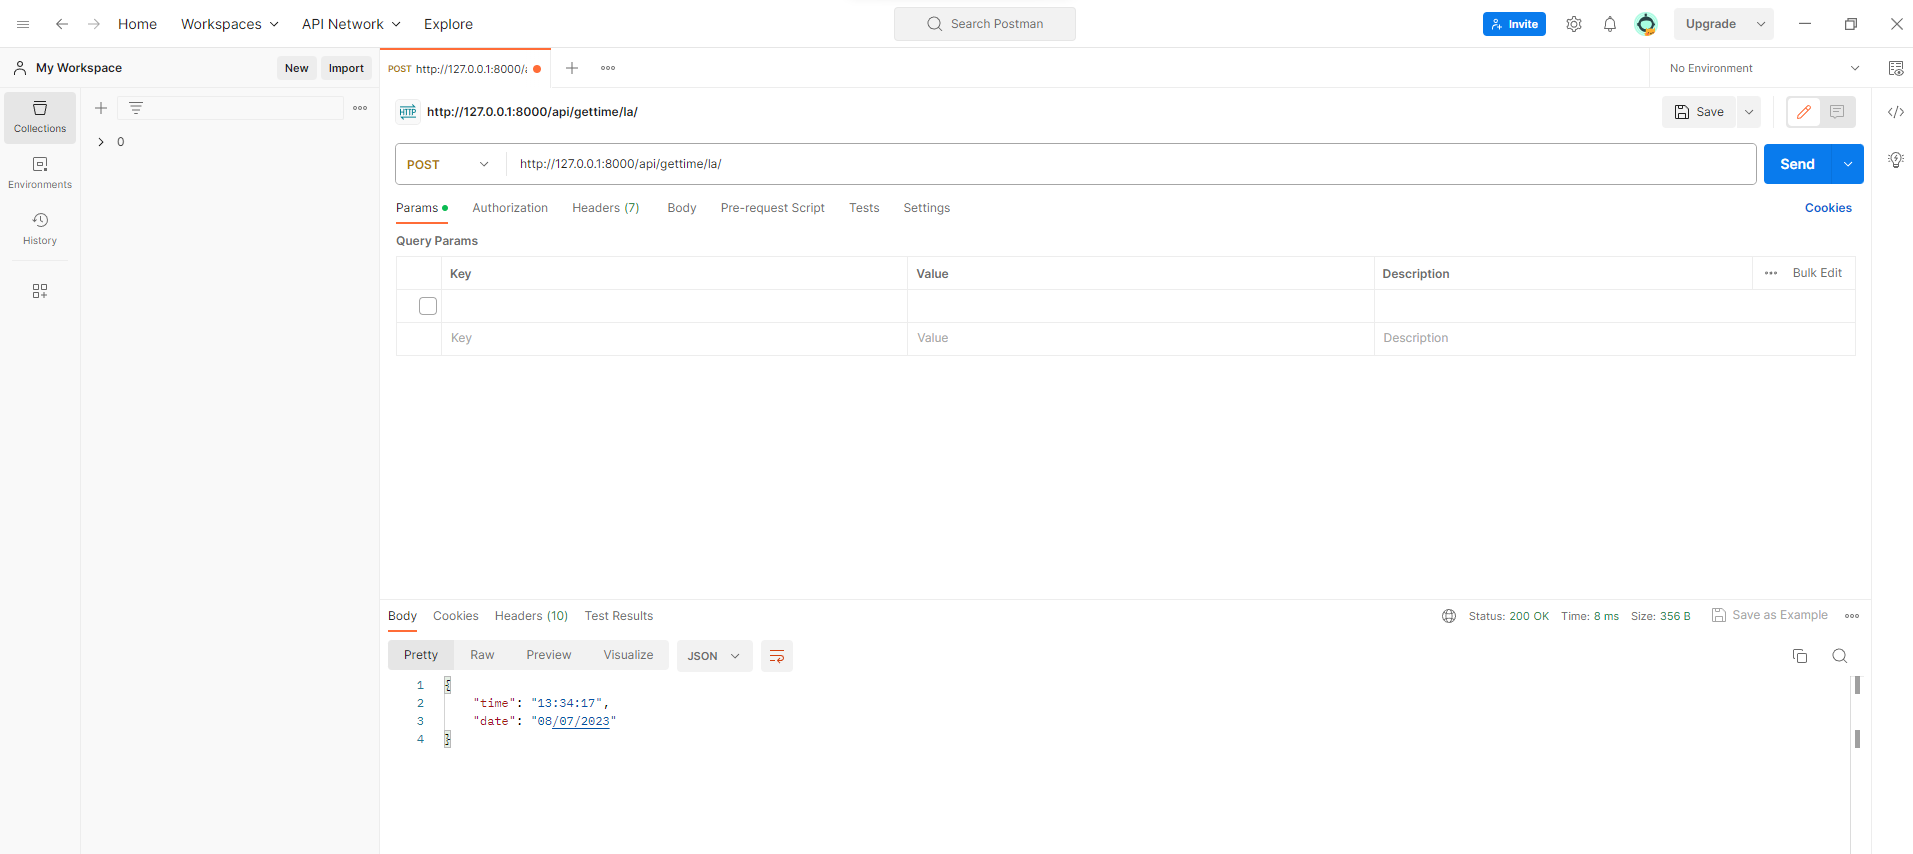 Home Workspaces API Network Explore Search Postman Invite Upgrade
My Workspace New Import POST http://127.0.0.1:8000/a No Environment
Collections
0
Environments
History
HTTP http://127.0.0.1:8000/api/gettime/la/ Save
POST http://127.0.0.1:8000/api/gettime/la/ Send
Params Authorization Headers (7) Body Pre-request Script Tests Settings Cookies
Query Params
Key Value Description Bulk Edit
Key Value Description
Body Cookies Headers (10) Test Results Status: 200 OK Time: 8 ms Size: 356 B Save as Example
Pretty Raw Preview Visualize JSON
1 {
2 "time": "13:34:17",
3 "date": "08/07/2023"
4 }